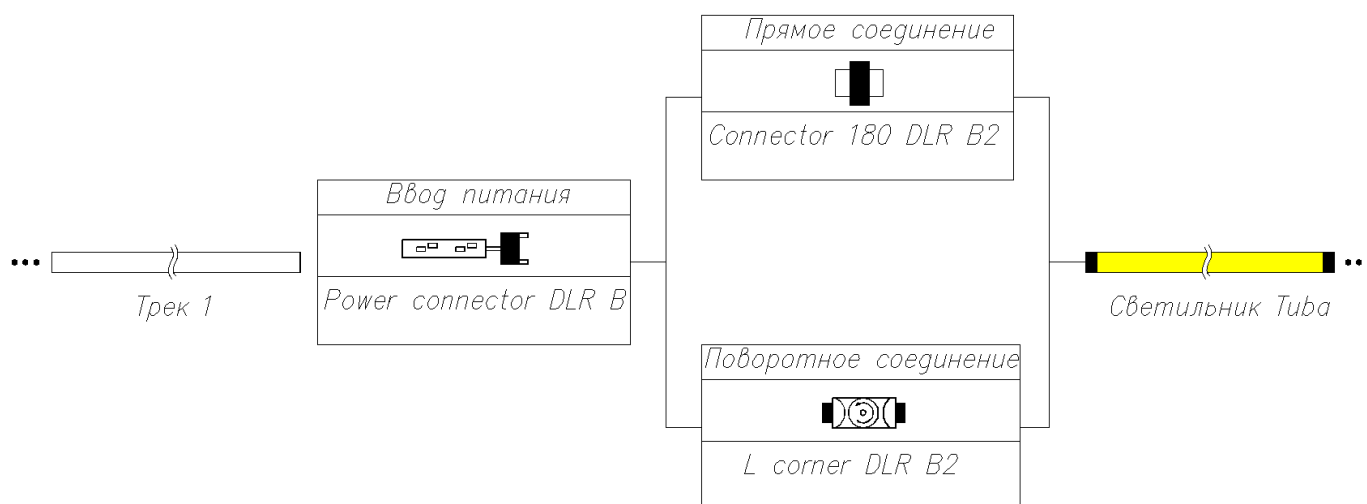 Прямое соединение
Connector 180 DLR B2
Ввод питания
Power connector DLR B
Трек 1
Светильник Tuba
Поворотное соединение
L corner DLR B2